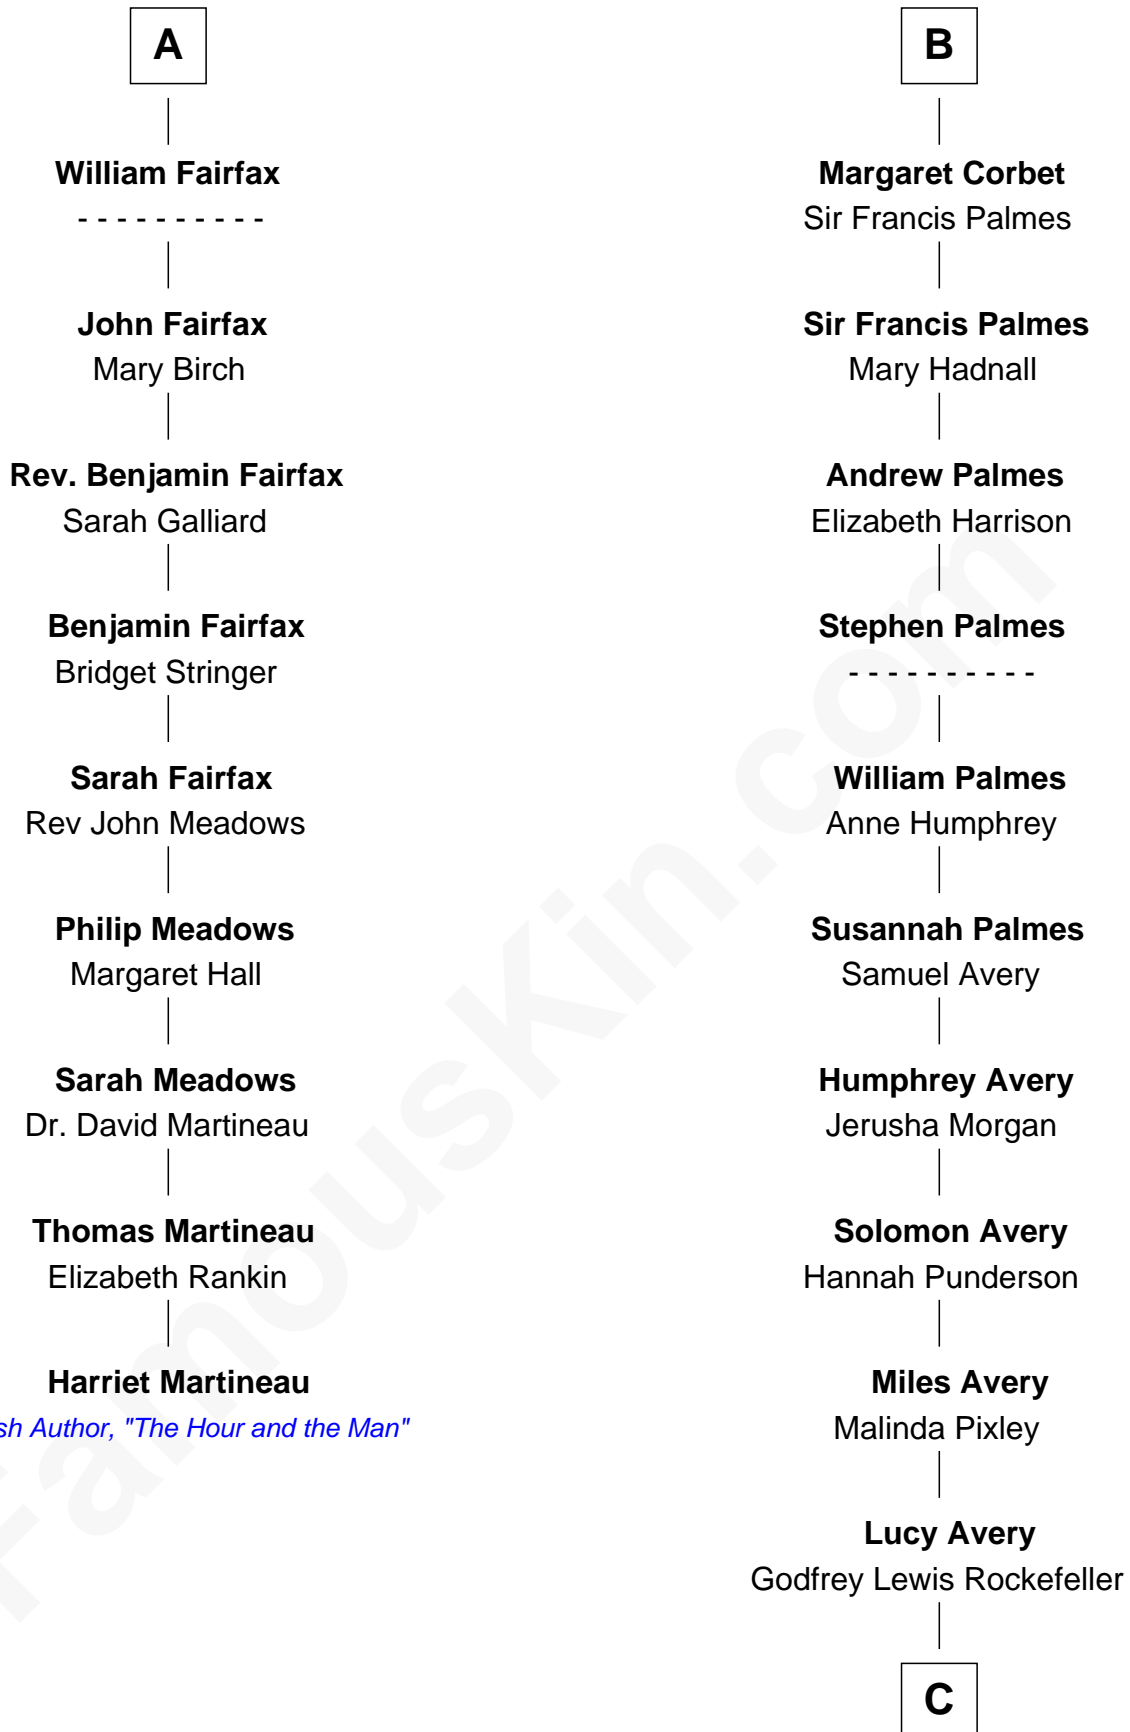 A
William Fairfax
- - - - - - - - - -
John Fairfax
Mary Birch
Rev. Benjamin Fairfax
Sarah Galliard
Benjamin Fairfax
Bridget Stringer
Sarah Fairfax
Rev John Meadows
Philip Meadows
Margaret Hall
Sarah Meadows
Dr. David Martineau
Thomas Martineau
Elizabeth Rankin
Harriet Martineau
sh Author, "The Hour and the Man"
B
Margaret Corbet
Sir Francis Palmes
Sir Francis Palmes
Mary Hadnall
Andrew Palmes
Elizabeth Harrison
Stephen Palmes
- - - - - - - - - -
William Palmes
Anne Humphrey
Susannah Palmes
Samuel Avery
Humphrey Avery
Jerusha Morgan
Solomon Avery
Hannah Punderson
Miles Avery
Malinda Pixley
Lucy Avery
Godfrey Lewis Rockefeller
C
FamousKin.com